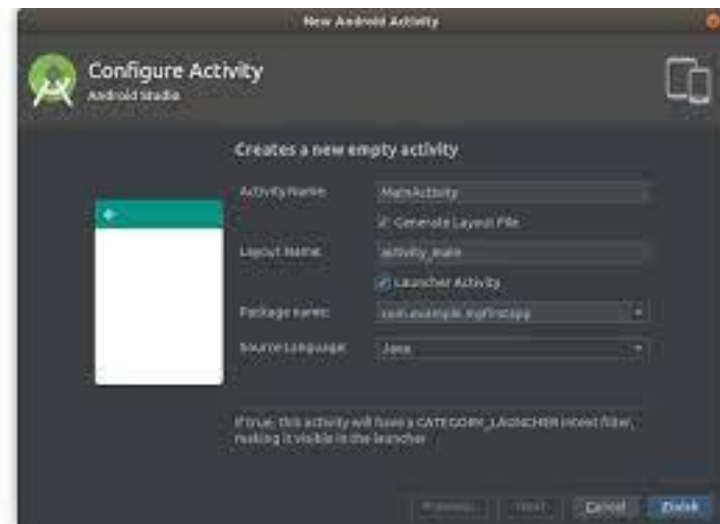 New Android Activity
Configure Activity
Android Studio
Creates a new empty activity
Activity Name:
MainActivity
Generate Layout File
Layout Name:
activity_main
Launcher Activity
Package name:
com.example.myfirstapp
Source Language:
Java
If true, this activity will have a CATEGORY_LAUNCHER intent filter,
making it visible in the launcher
Previous
Next
Cancel
Finish